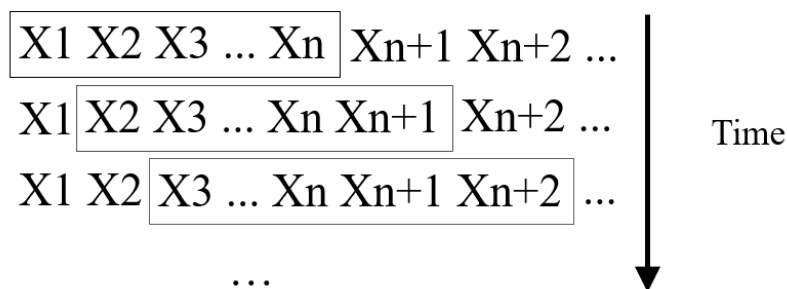 X1 X2 X3 ... Xn Xn+1 Xn+2 ...
X1 X2 X3 ... Xn Xn+1 Xn+2 ...
Time
X1 X2 X3 ... Xn Xn+1 Xn+2 ...
...